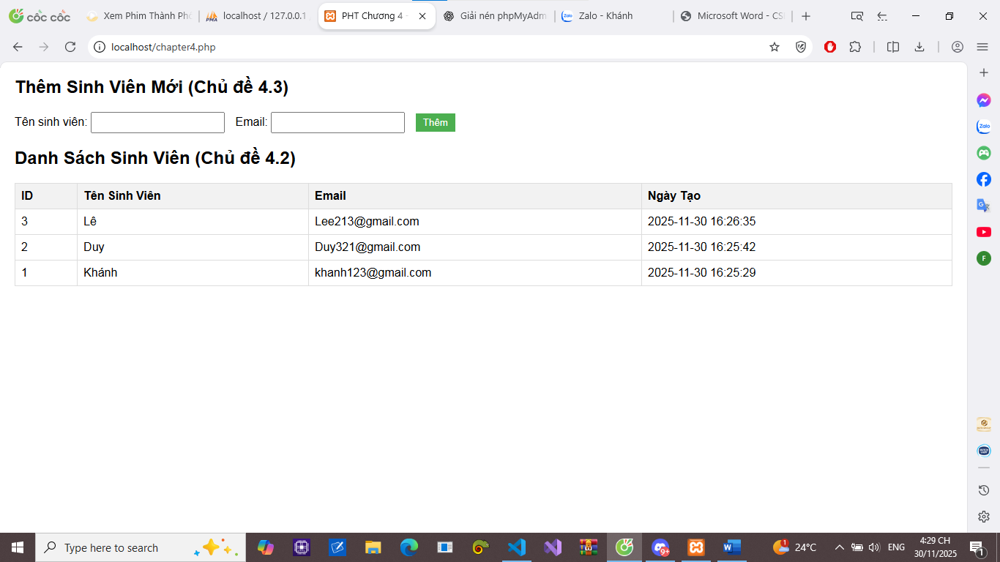 cốc cốc
Xem Phim Thành Phố
localhost / 127.0.0.1
PHT Chương 4 -
Giải nén phpMyAdm
Zalo - Khánh
Microsoft Word - CS
localhost/chapter4.php
Thêm Sinh Viên Mới (Chủ đề 4.3)
Tên sinh viên: Email: Thêm
Danh Sách Sinh Viên (Chủ đề 4.2)
ID Tên Sinh Viên Email Ngày Tạo
3 Lê Lee213@gmail.com 2025-11-30 16:26:35
2 Duy Duy321@gmail.com 2025-11-30 16:25:42
1 Khánh khanh123@gmail.com 2025-11-30 16:25:29
Zalo
F
Type here to search
9+
1
24°C
ENG
4:29 CH
30/11/2025
1